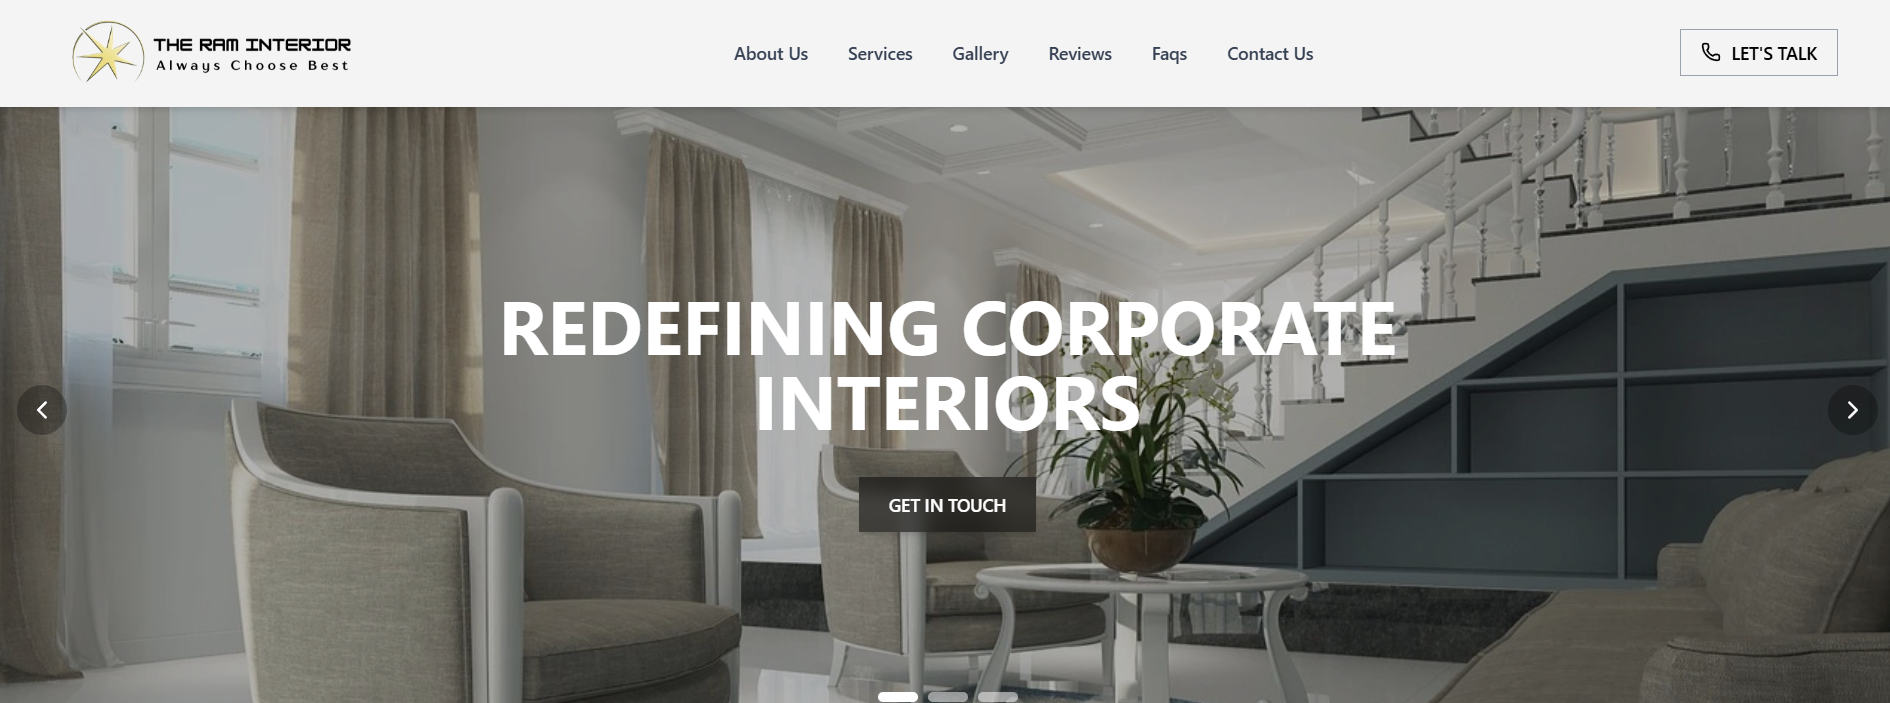 THE RAM INTERIOR
Always Choose Best
About Us
Services
Gallery
Reviews
Faqs
Contact Us
LET'S TALK
REDEFINING CORPORATE
INTERIORS
GET IN TOUCH